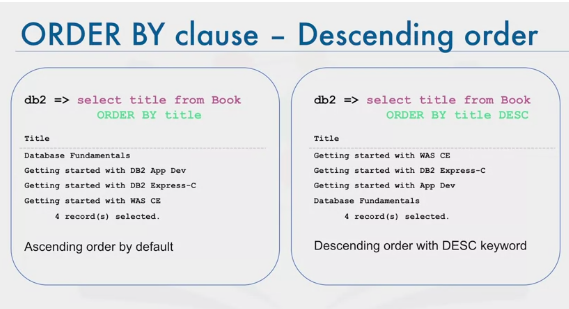 ORDER BY clause – Descending order
db2 => select title from Book
ORDER BY title
Title
Database Fundamentals
Getting started with DB2 App Dev
Getting started with DB2 Express-C
Getting started with WAS CE
4 record(s) selected.
Ascending order by default
db2 => select title from Book
ORDER BY title DESC
Title
Getting started with WAS CE
Getting started with DB2 Express-C
Getting started with App Dev
Database Fundamentals
4 record(s) selected.
Descending order with DESC keyword